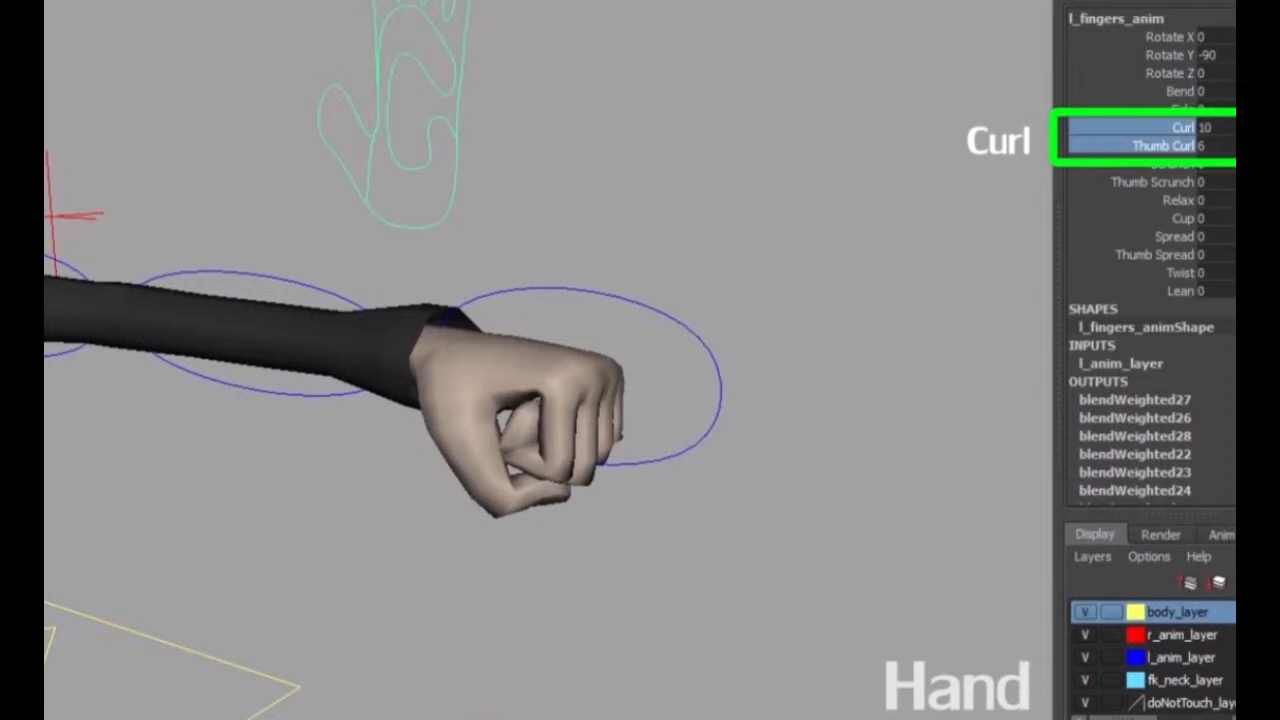 l_fingers_anim
Rotate X 0
Rotate Y -90
Rotate Z 0
Bend 0
Curl
Curl 10
Thumb Curl 6
Thumb Scrunch 0
Relax 0
Cup 0
Spread 0
Thumb Spread 0
Twist 0
Lean 0
SHAPES
l_fingers_animShape
INPUTS
l_anim_layer
OUTPUTS
blendWeighted27
blendWeighted26
blendWeighted28
blendWeighted22
blendWeighted23
blendWeighted24
Display Render Anim
Layers Options Help
V body_layer
V r_anim_layer
V l_anim_layer
V fk_neck_layer
V doNotTouch_lay
Hand